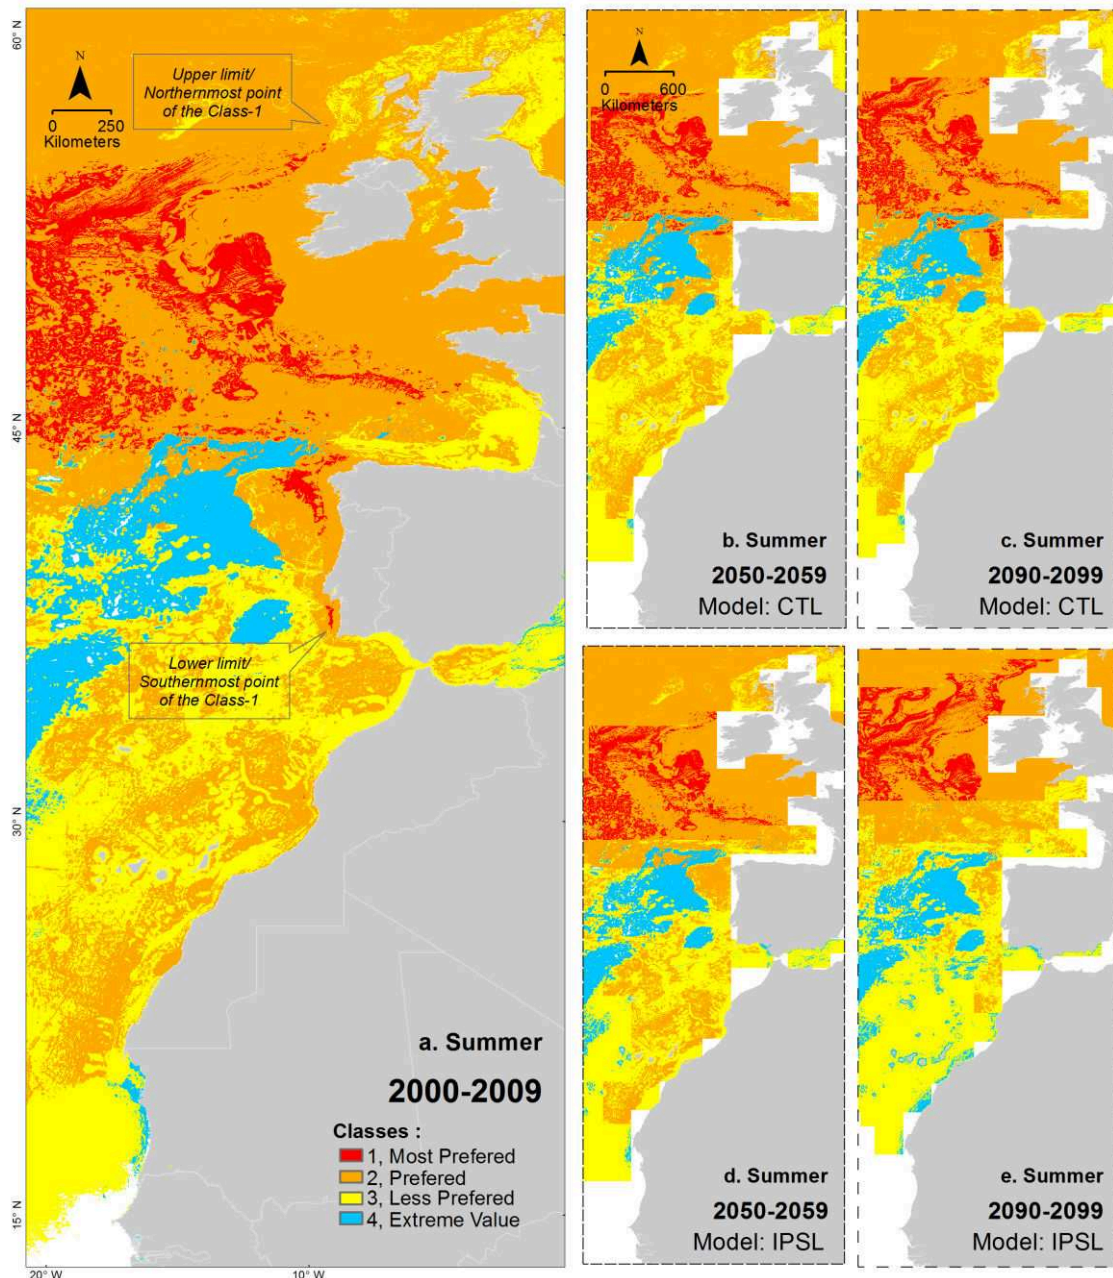 60° N
45° N
30° N
15° N
20° W
10° W
N
0 250
Kilometers
Upper limit/
Northernmost point
of the Class-1
Lower limit/
Southernmost point
of the Class-1
a. Summer
2000-2009
Classes :
1, Most Prefered
2, Prefered
3, Less Prefered
4, Extreme Value
N
0 600
Kilometers
b. Summer
2050-2059
Model: CTL
c. Summer
2090-2099
Model: CTL
d. Summer
2050-2059
Model: IPSL
e. Summer
2090-2099
Model: IPSL